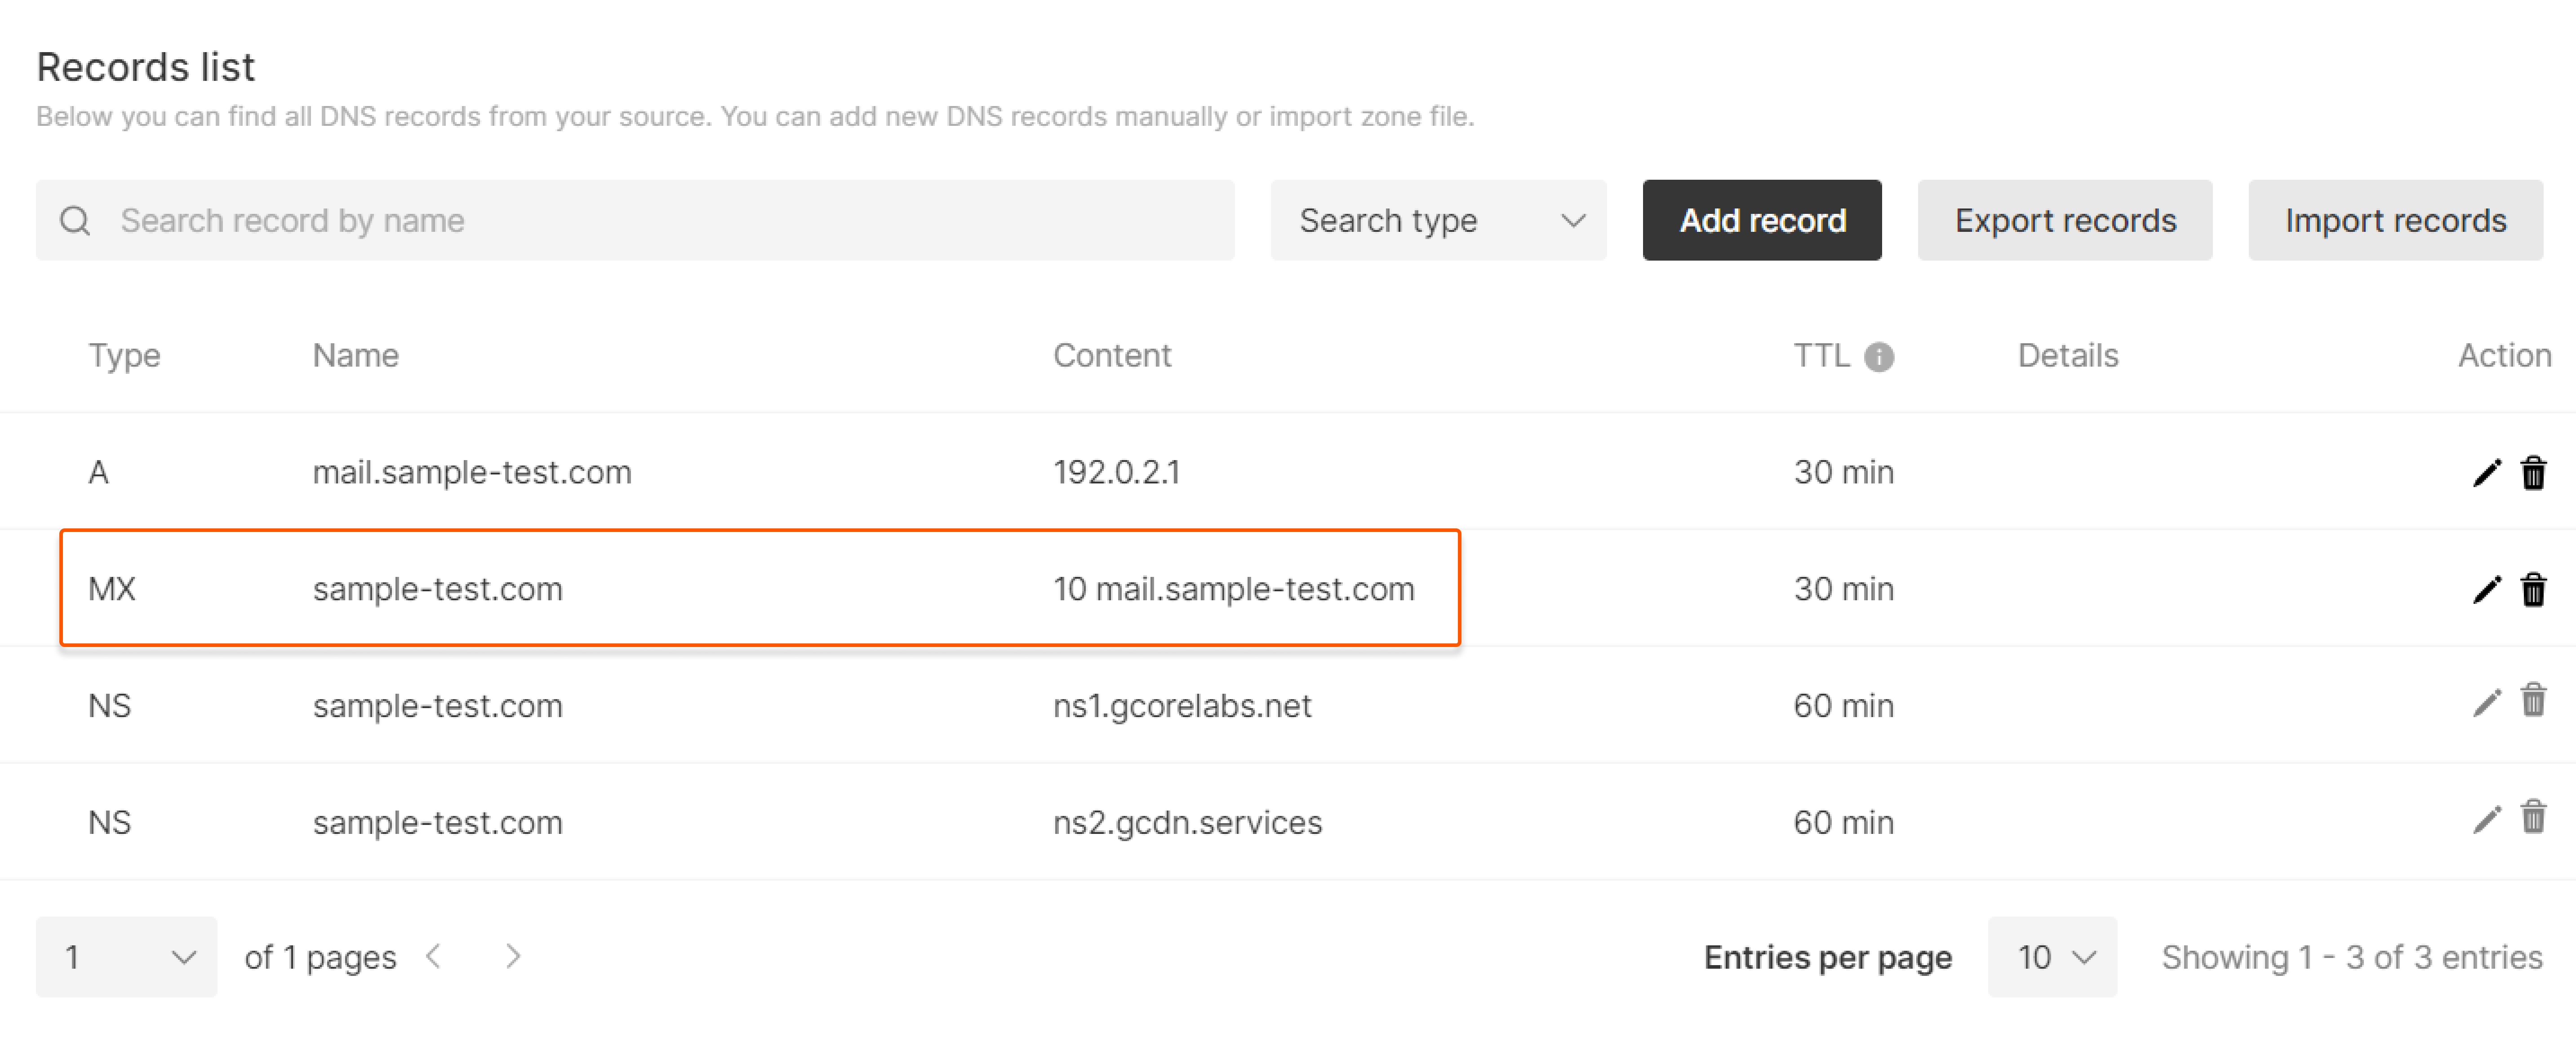 Records list
Below you can find all DNS records from your source. You can add new DNS records manually or import zone file.
Search record by name Search type Add record Export records Import records
Type Name Content TTL i Details Action
A mail.sample-test.com 192.0.2.1 30 min
MX sample-test.com 10 mail.sample-test.com 30 min
NS sample-test.com ns1.gcorelabs.net 60 min
NS sample-test.com ns2.gcdn.services 60 min
1 of 1 pages Entries per page 10 Showing 1 - 3 of 3 entries